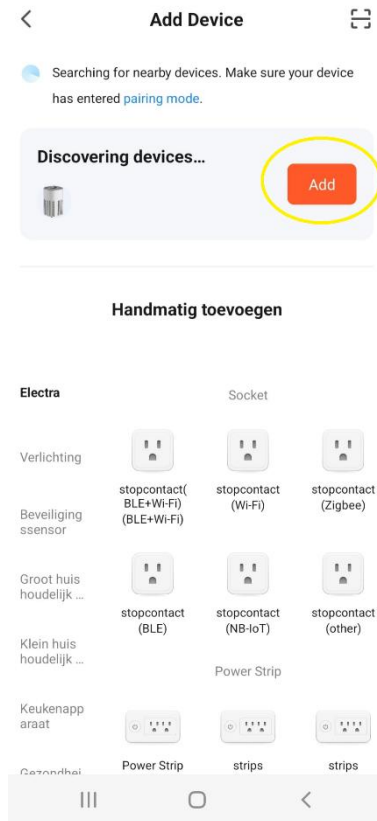 Add Device
Searching for nearby devices. Make sure your device
has entered pairing mode.
Discovering devices...
Add
Handmatig toevoegen
Electra
Verlichting
Beveiliging
ssensor
Groot huis
houdelijk ...
Klein huis
houdelijk ...
Keukenapp
araat
Gezondhei
Socket
stopcontact(
BLE+Wi-Fi)
(BLE+Wi-Fi)
stopcontact
(Wi-Fi)
stopcontact
(Zigbee)
stopcontact
(BLE)
stopcontact
(NB-IoT)
stopcontact
(other)
Power Strip
Power Strip
strips
strips